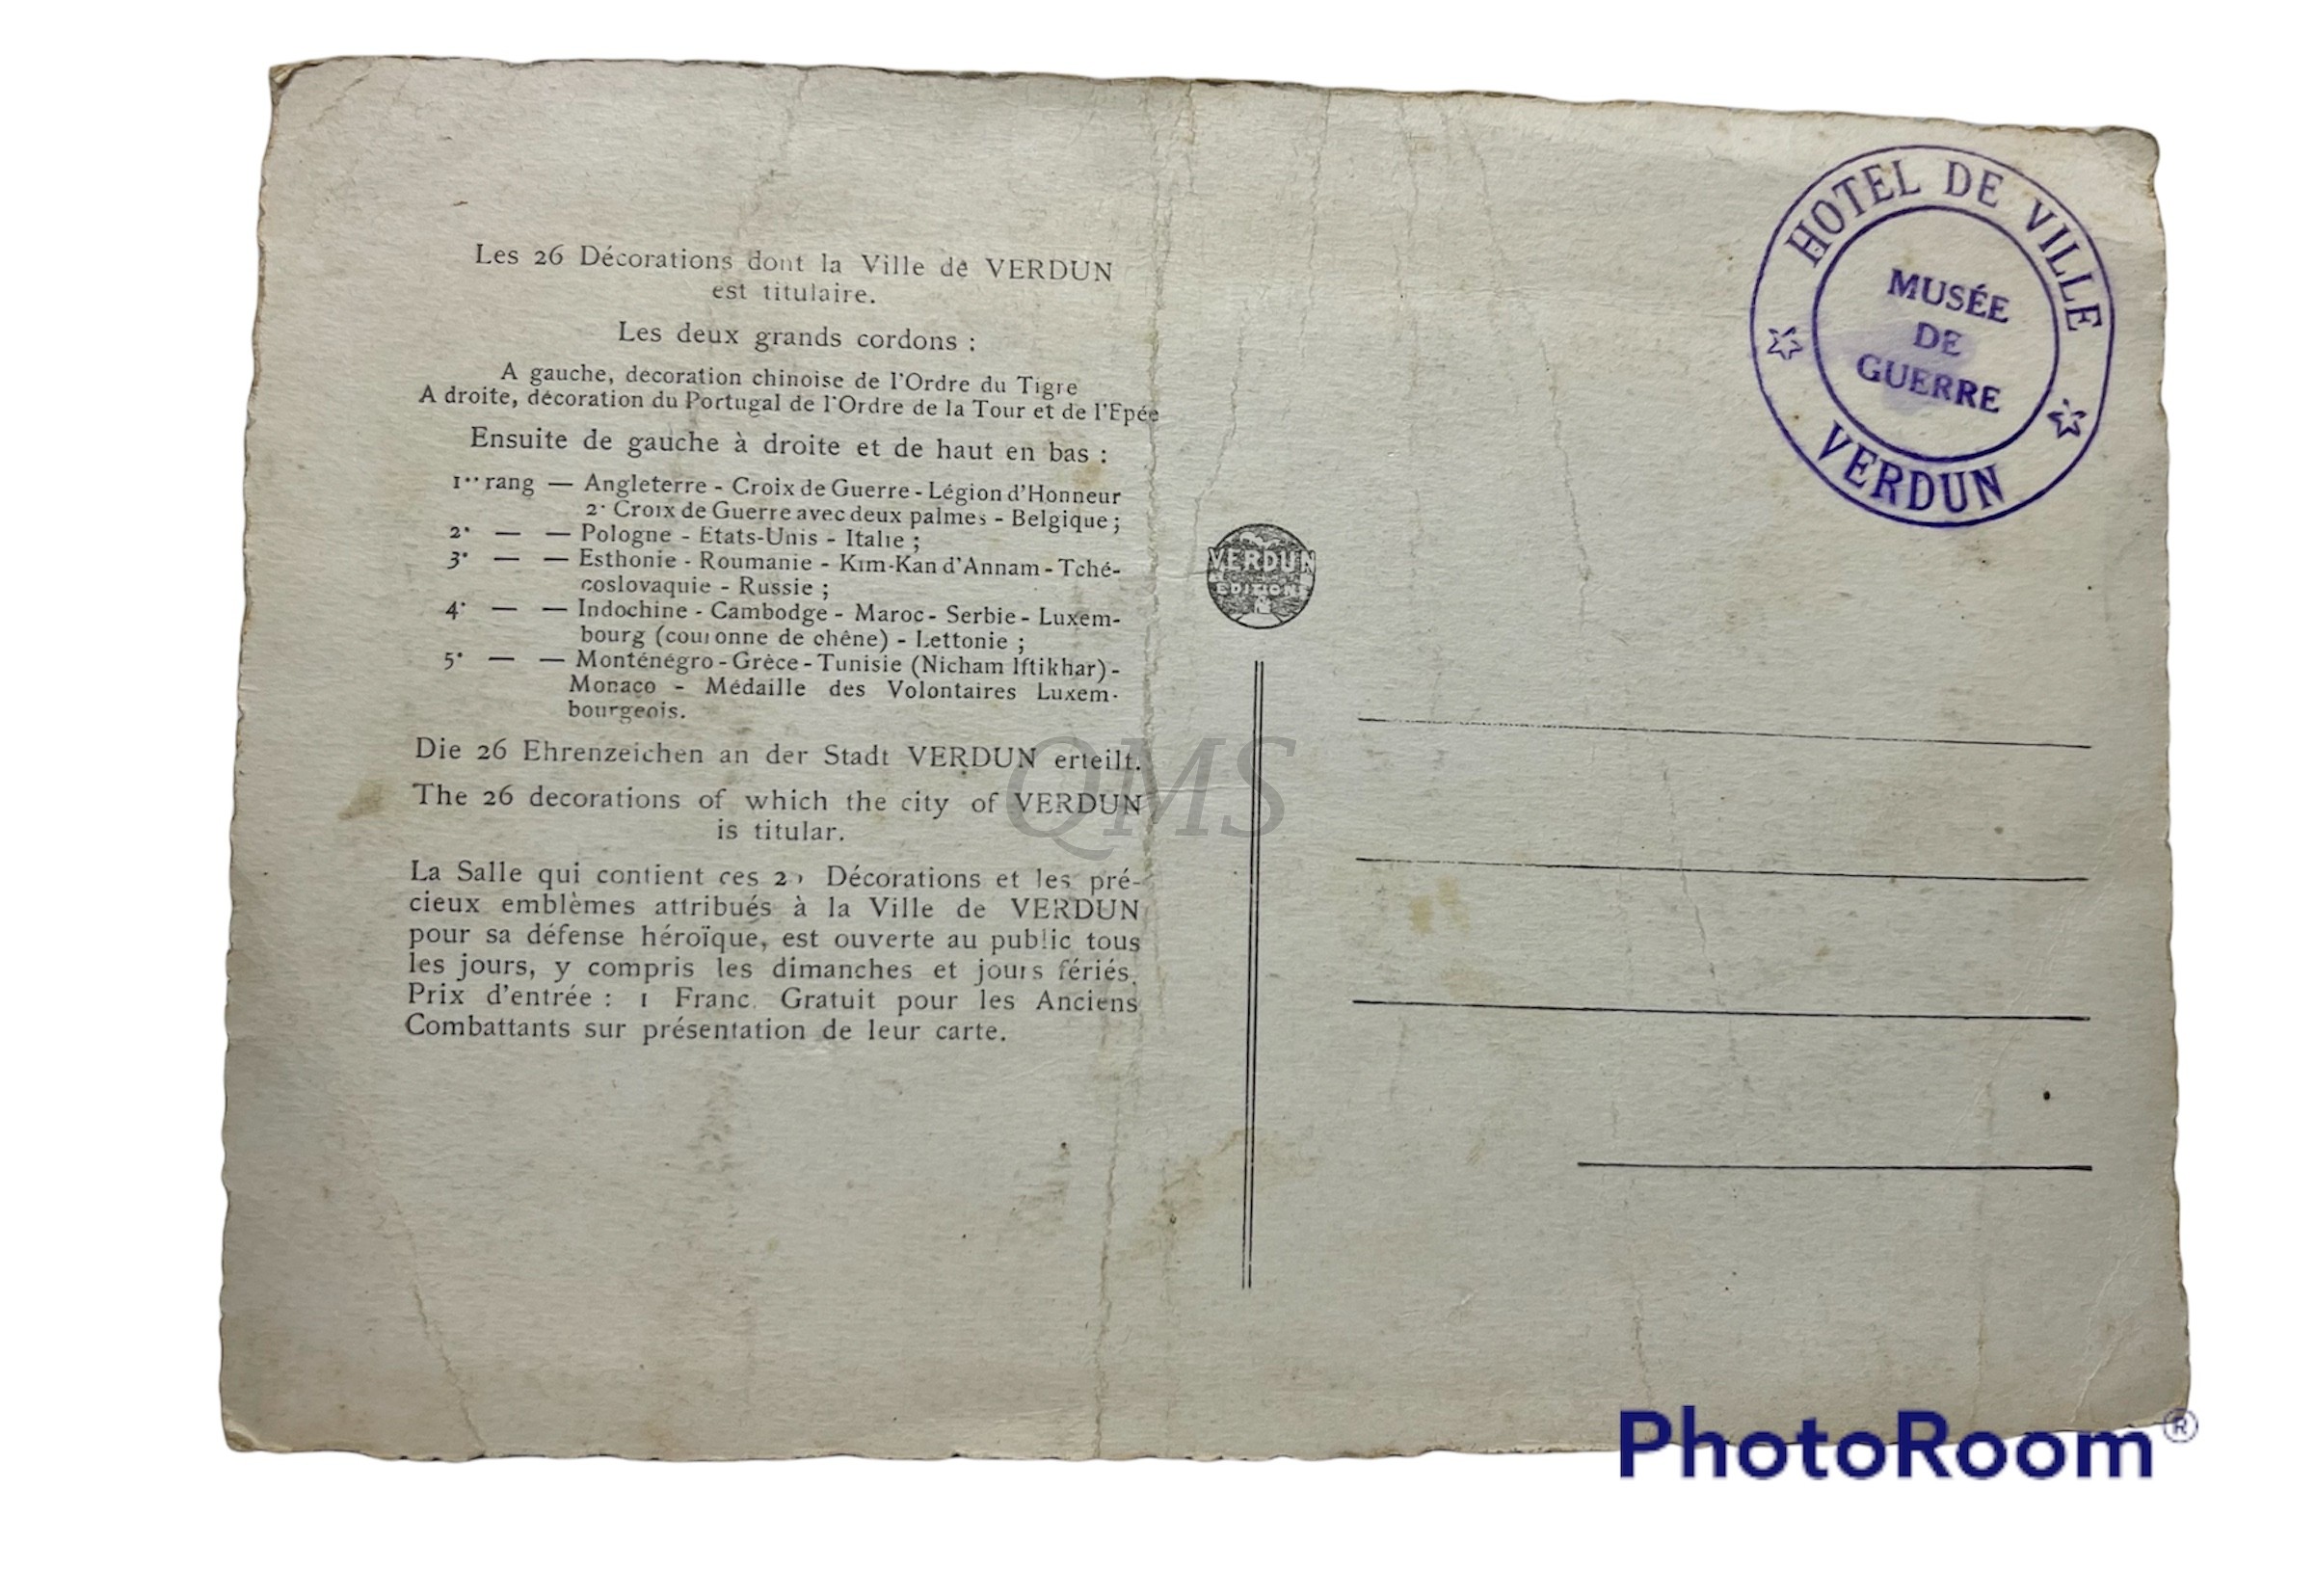 Les 26 Décorations dont la Ville de VERDUN
est titulaire.
Les deux grands cordons :
A gauche, décoration chinoise de l'Ordre du Tigre
A droite, décoration du Portugal de l'Ordre de la Tour et de l'Epée
Ensuite de gauche à droite et de haut en bas :
1er rang — Angleterre - Croix de Guerre - Légion d'Honneur
2e Croix de Guerre avec deux palmes - Belgique ;
2e — — Pologne - Etats-Unis - Italie ;
3e — — Esthonie - Roumanie - Kim-Kan d'Annam - Tché-
coslovaquie - Russie ;
4e — — Indochine - Cambodge - Maroc - Serbie - Luxem-
bourg (couronne de chêne) - Lettonie ;
5e — — Monténégro - Grèce - Tunisie (Nicham Iftikhar) -
Monaco - Médaille des Volontaires Luxem-
bourgeois.
Die 26 Ehrenzeichen an der Stadt VERDUN erteilt.
The 26 decorations of which the city of VERDUN
is titular.
La Salle qui contient ces Décorations et les pré-
cieux emblèmes attribués à la Ville de VERDUN
pour sa défense héroïque, est ouverte au public tous
les jours, y compris les dimanches et jours fériés.
Prix d'entrée : 1 Franc. Gratuit pour les Anciens
Combattants sur présentation de leur carte.
VERDUN
EDITIONS
HOTEL DE VILLE
MUSÉE
DE
GUERRE
VERDUN
QMS
PhotoRoom®